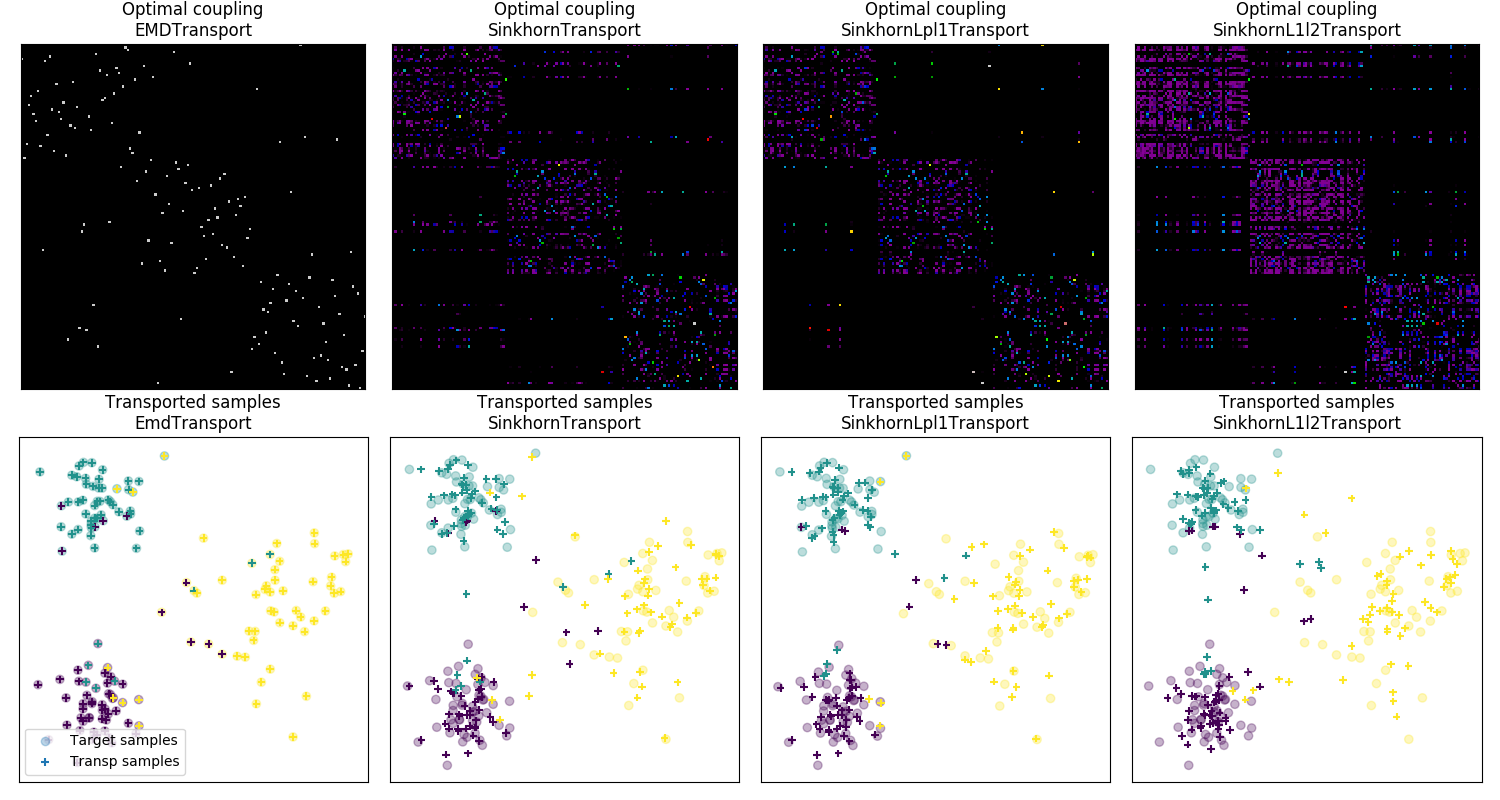 Optimal coupling
EMDTransport
Optimal coupling
SinkhornTransport
Optimal coupling
SinkhornLpl1Transport
Optimal coupling
SinkhornL1l2Transport
Transported samples
EmdTransport
Transported samples
SinkhornTransport
Transported samples
SinkhornLpl1Transport
Transported samples
SinkhornL1l2Transport
Target samples
Transp samples